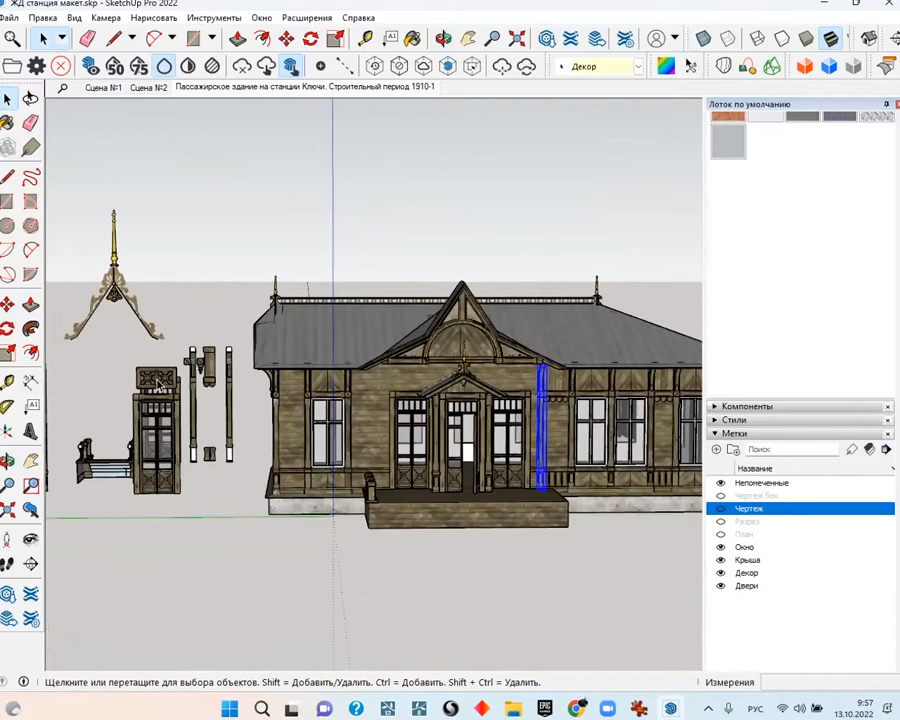 ЖД станция макет.skp - SketchUp Pro 2022
Файл Правка Вид Камера Нарисовать Инструменты Окно Расширения Справка
50 75 Декор
Сцена №1 Сцена №2 Пассажирское здание на станции Ключи. Строительный период 1910-1
Лоток по умолчанию
Компоненты
Стили
Метки
Поиск
Название
Непомеченные
Чертеж бок
Чертеж
Разрез
План
Окно
Крыша
Декор
Двери
Щелкните или перетащите для выбора объектов. Shift = Добавить/Удалить. Ctrl = Добавить. Shift + Ctrl = Удалить.
Измерения
EPIC
РУС
9:57
13.10.2022